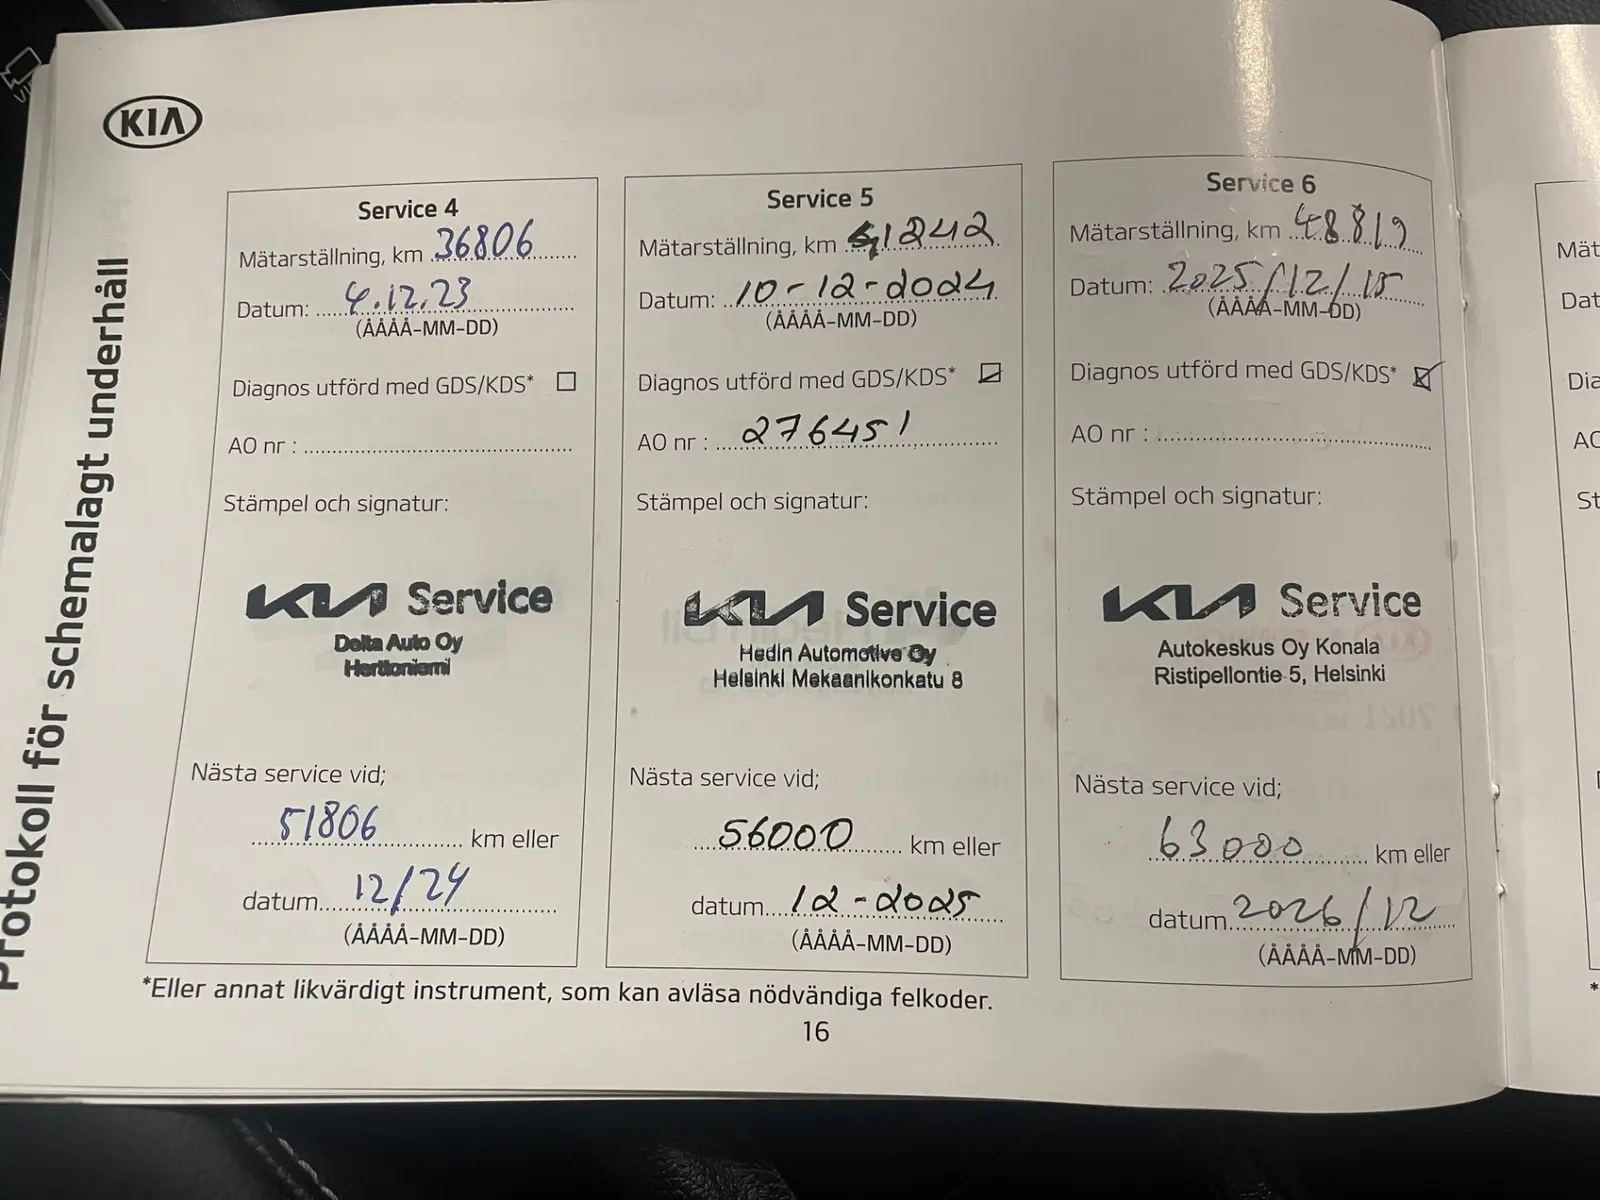 KIA
Protokoll för schemalagt underhåll
Service 4
Mätarställning, km 36806
Datum: 4.12.23
(ÅÅÅÅ-MM-DD)
Diagnos utförd med GDS/KDS*
AO nr :
Stämpel och signatur:
KIA Service
Delta Auto Oy
Herttoniemi
Nästa service vid;
51806 km eller
datum 12/24
(ÅÅÅÅ-MM-DD)
Service 5
Mätarställning, km 41242
Datum: 10-12-2024
(ÅÅÅÅ-MM-DD)
Diagnos utförd med GDS/KDS*
AO nr : 276451
Stämpel och signatur:
KIA Service
Hedin Automotive Oy
Helsinki Mekaanikonkatu 8
Nästa service vid;
56000 km eller
datum 12-2025
(ÅÅÅÅ-MM-DD)
Service 6
Mätarställning, km 48819
Datum: 2025/12/15
(ÅÅÅÅ-MM-DD)
Diagnos utförd med GDS/KDS*
AO nr :
Stämpel och signatur:
KIA Service
Autokeskus Oy Konala
Ristipellontie 5, Helsinki
Nästa service vid;
63000 km eller
datum 2026/12
(ÅÅÅÅ-MM-DD)
*Eller annat likvärdigt instrument, som kan avläsa nödvändiga felkoder.
16
Mät
Dat
Dia
AO
St
*